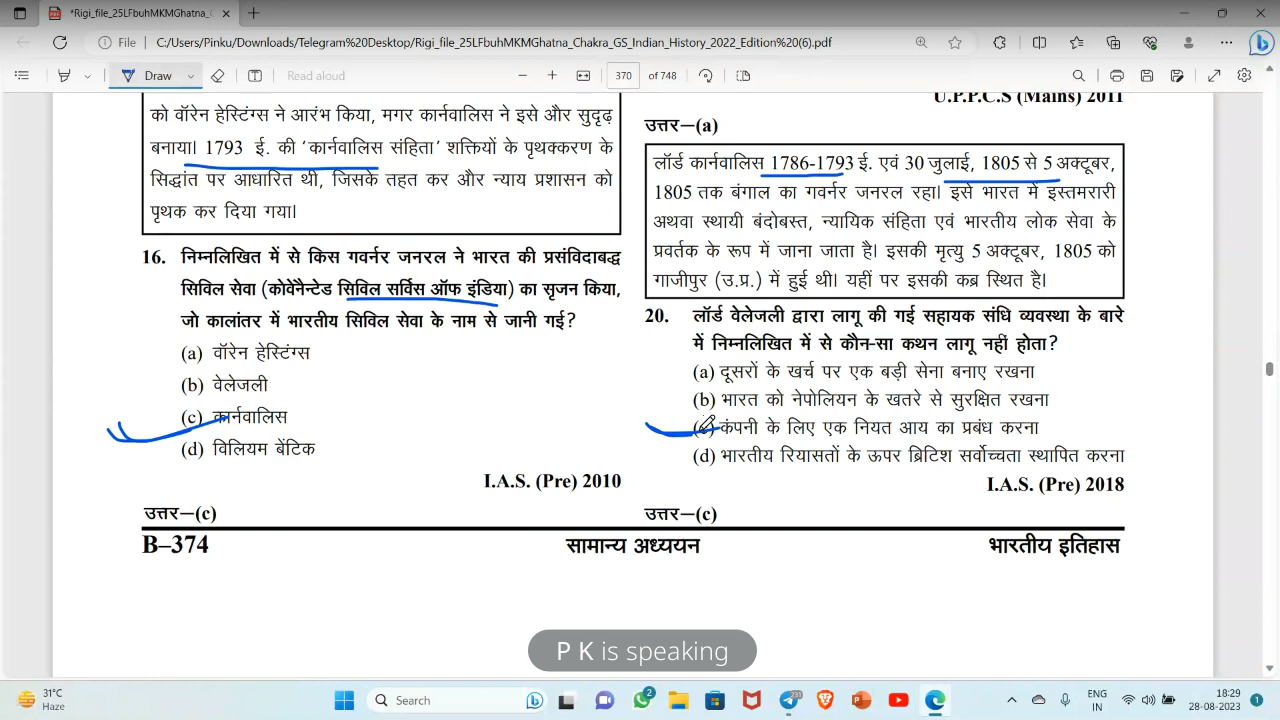 *Rigi_file_25LFbuhMKMGhatna_C
File
C:/Users/Pinku/Downloads/Telegram%20Desktop/Rigi_file_25LFbuhMKMGhatna_Chakra_GS_Indian_History_2022_Edition%20(6).pdf
Draw
Read aloud
370 of 748
को वॉरेन हेस्टिंग्स ने आरंभ किया, मगर कार्नवालिस ने इसे और सुदृढ़
बनाया। 1793 ई. की ‘कार्नवालिस संहिता’ शक्तियों के पृथक्करण के
सिद्धांत पर आधारित थी, जिसके तहत कर और न्याय प्रशासन को
पृथक कर दिया गया।
16. निम्नलिखित में से किस गवर्नर जनरल ने भारत की प्रसंविदाबद्ध
सिविल सेवा (कोवेनैन्टेड सिविल सर्विस ऑफ इंडिया) का सृजन किया,
जो कालांतर में भारतीय सिविल सेवा के नाम से जानी गई?
(a) वॉरेन हेस्टिंग्स
(b) वेलेजली
(c) कार्नवालिस
(d) विलियम बेंटिक
I.A.S. (Pre) 2010
उत्तर–(c)
U.P.P.C.S (Mains) 2011
उत्तर–(a)
लॉर्ड कार्नवालिस 1786-1793 ई. एवं 30 जुलाई, 1805 से 5 अक्टूबर,
1805 तक बंगाल का गवर्नर जनरल रहा। इसे भारत में इस्तमरारी
अथवा स्थायी बंदोबस्त, न्यायिक संहिता एवं भारतीय लोक सेवा के
प्रवर्तक के रूप में जाना जाता है। इसकी मृत्यु 5 अक्टूबर, 1805 को
गाजीपुर (उ.प्र.) में हुई थी। यहीं पर इसकी कब्र स्थित है।
20. लॉर्ड वेलेजली द्वारा लागू की गई सहायक संधि व्यवस्था के बारे
में निम्नलिखित में से कौन-सा कथन लागू नहीं होता?
(a) दूसरों के खर्च पर एक बड़ी सेना बनाए रखना
(b) भारत को नेपोलियन के खतरे से सुरक्षित रखना
(c) कंपनी के लिए एक नियत आय का प्रबंध करना
(d) भारतीय रियासतों के ऊपर ब्रिटिश सर्वोच्चता स्थापित करना
I.A.S. (Pre) 2018
उत्तर–(c)
B–374 सामान्य अध्ययन भारतीय इतिहास
P K is speaking
31°C
Haze
Search
2
231
ENG
IN
18:29
28-08-2023
1